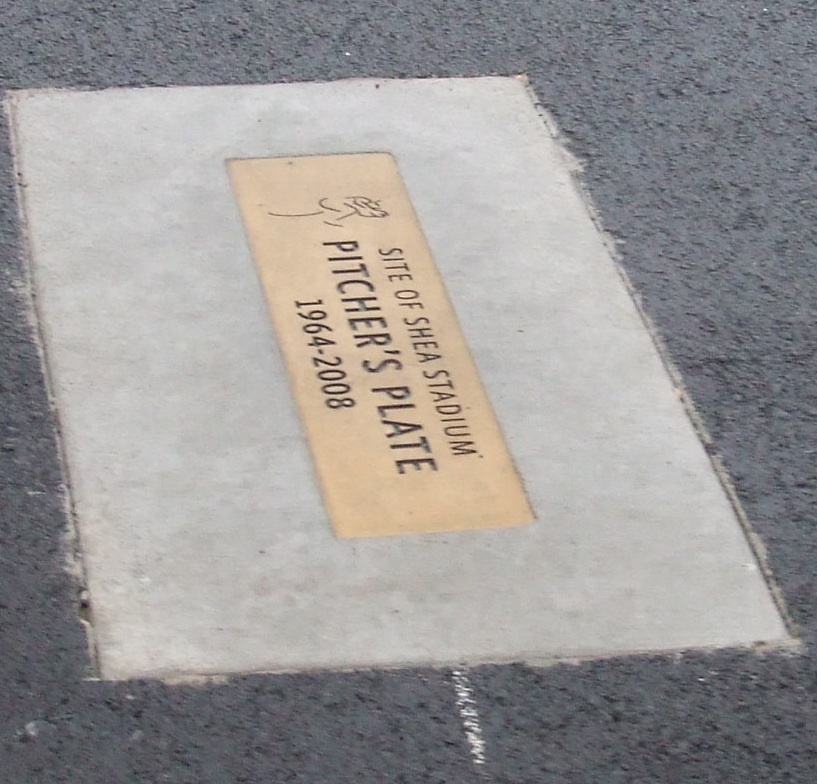 SITE OF SHEA STADIUM
PITCHER'S PLATE
1964-2008